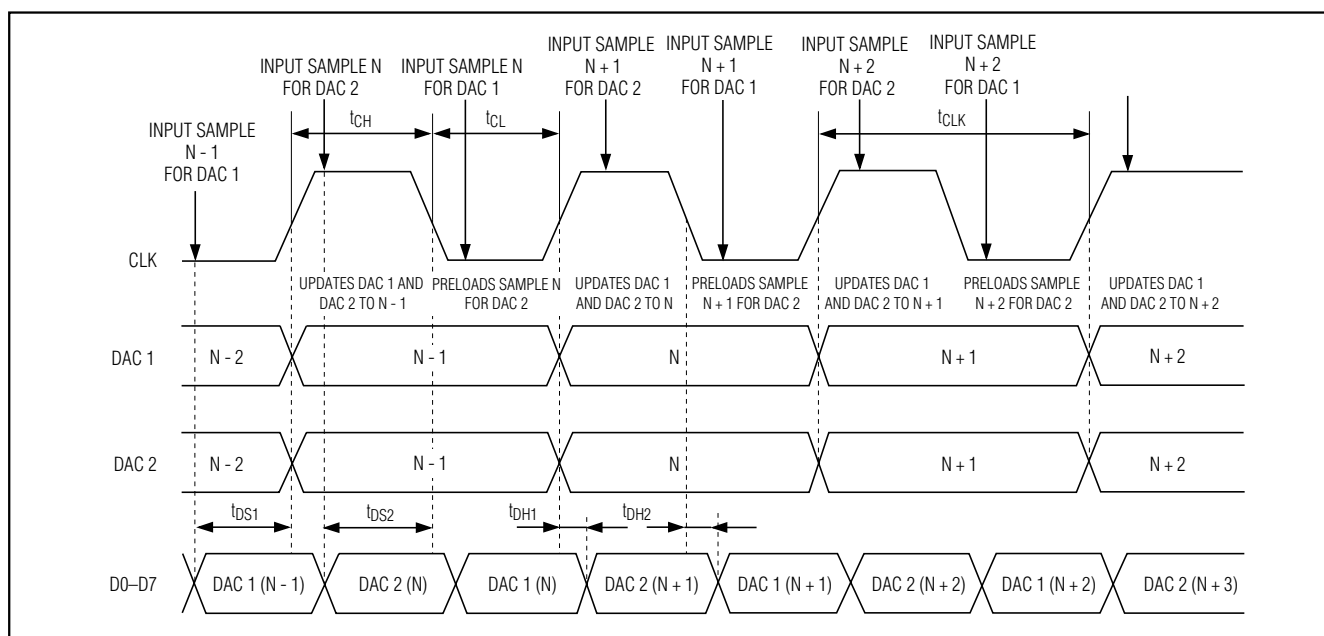 INPUT SAMPLE
N - 1
FOR DAC 1
INPUT SAMPLE N
FOR DAC 2
INPUT SAMPLE N
FOR DAC 1
INPUT SAMPLE
N + 1
FOR DAC 2
INPUT SAMPLE
N + 1
FOR DAC 1
INPUT SAMPLE
N + 2
FOR DAC 2
INPUT SAMPLE
N + 2
FOR DAC 1
tCH
tCL
tCLK
CLK
UPDATES DAC 1 AND
DAC 2 TO N - 1
PRELOADS SAMPLE N
FOR DAC 2
UPDATES DAC 1
AND DAC 2 TO N
PRELOADS SAMPLE
N + 1 FOR DAC 2
UPDATES DAC 1
AND DAC 2 TO N + 1
PRELOADS SAMPLE
N + 2 FOR DAC 2
UPDATES DAC 1
AND DAC 2 TO N + 2
DAC 1
N - 2
N - 1
N
N + 1
N + 2
DAC 2
N - 2
N - 1
N
N + 1
N + 2
tDS1
tDS2
tDH1
tDH2
D0–D7
DAC 1 (N - 1)
DAC 2 (N)
DAC 1 (N)
DAC 2 (N + 1)
DAC 1 (N + 1)
DAC 2 (N + 2)
DAC 1 (N + 2)
DAC 2 (N + 3)